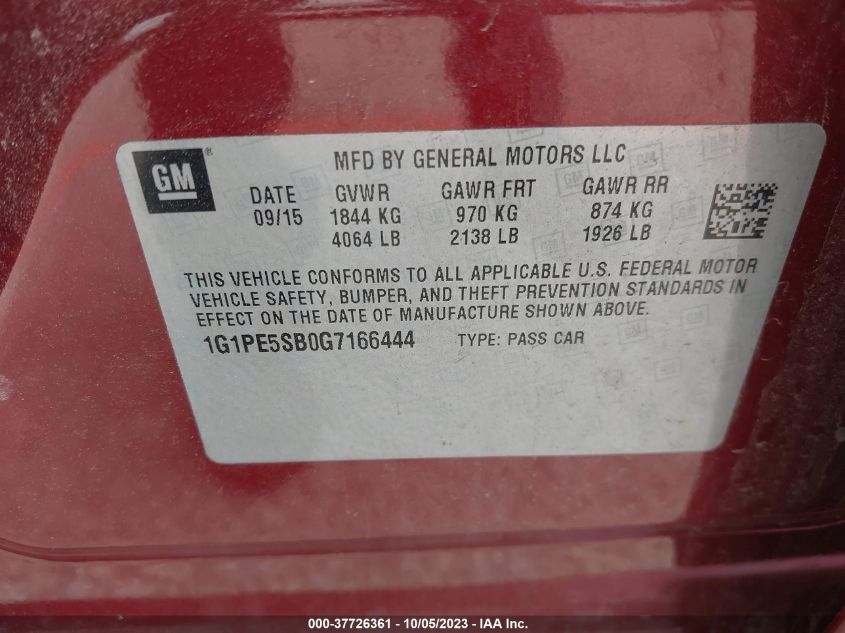 GM®
MFD BY GENERAL MOTORS LLC
DATE GVWR GAWR FRT GAWR RR
09/15 1844 KG 970 KG 874 KG
4064 LB 2138 LB 1926 LB
THIS VEHICLE CONFORMS TO ALL APPLICABLE U.S. FEDERAL MOTOR
VEHICLE SAFETY, BUMPER, AND THEFT PREVENTION STANDARDS IN
EFFECT ON THE DATE OF MANUFACTURE SHOWN ABOVE.
1G1PE5SB0G7166444 TYPE: PASS CAR
000-37726361 - 10/05/2023 - IAA Inc.